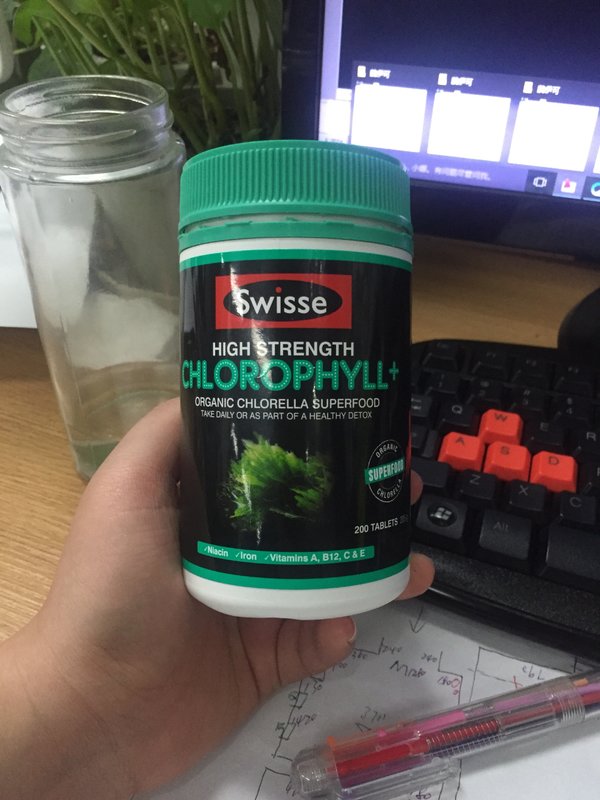 Swisse
HIGH STRENGTH
CHLOROPHYLL+
ORGANIC CHLORELLA SUPERFOOD
TAKE DAILY OR AS PART OF A HEALTHY DETOX
ORGANIC
SUPERFOOD
CHLORELLA
200 TABLETS
✓Niacin ✓Iron ✓Vitamins A, B12, C & E
Q W E R
A S D
Z X C
Alt